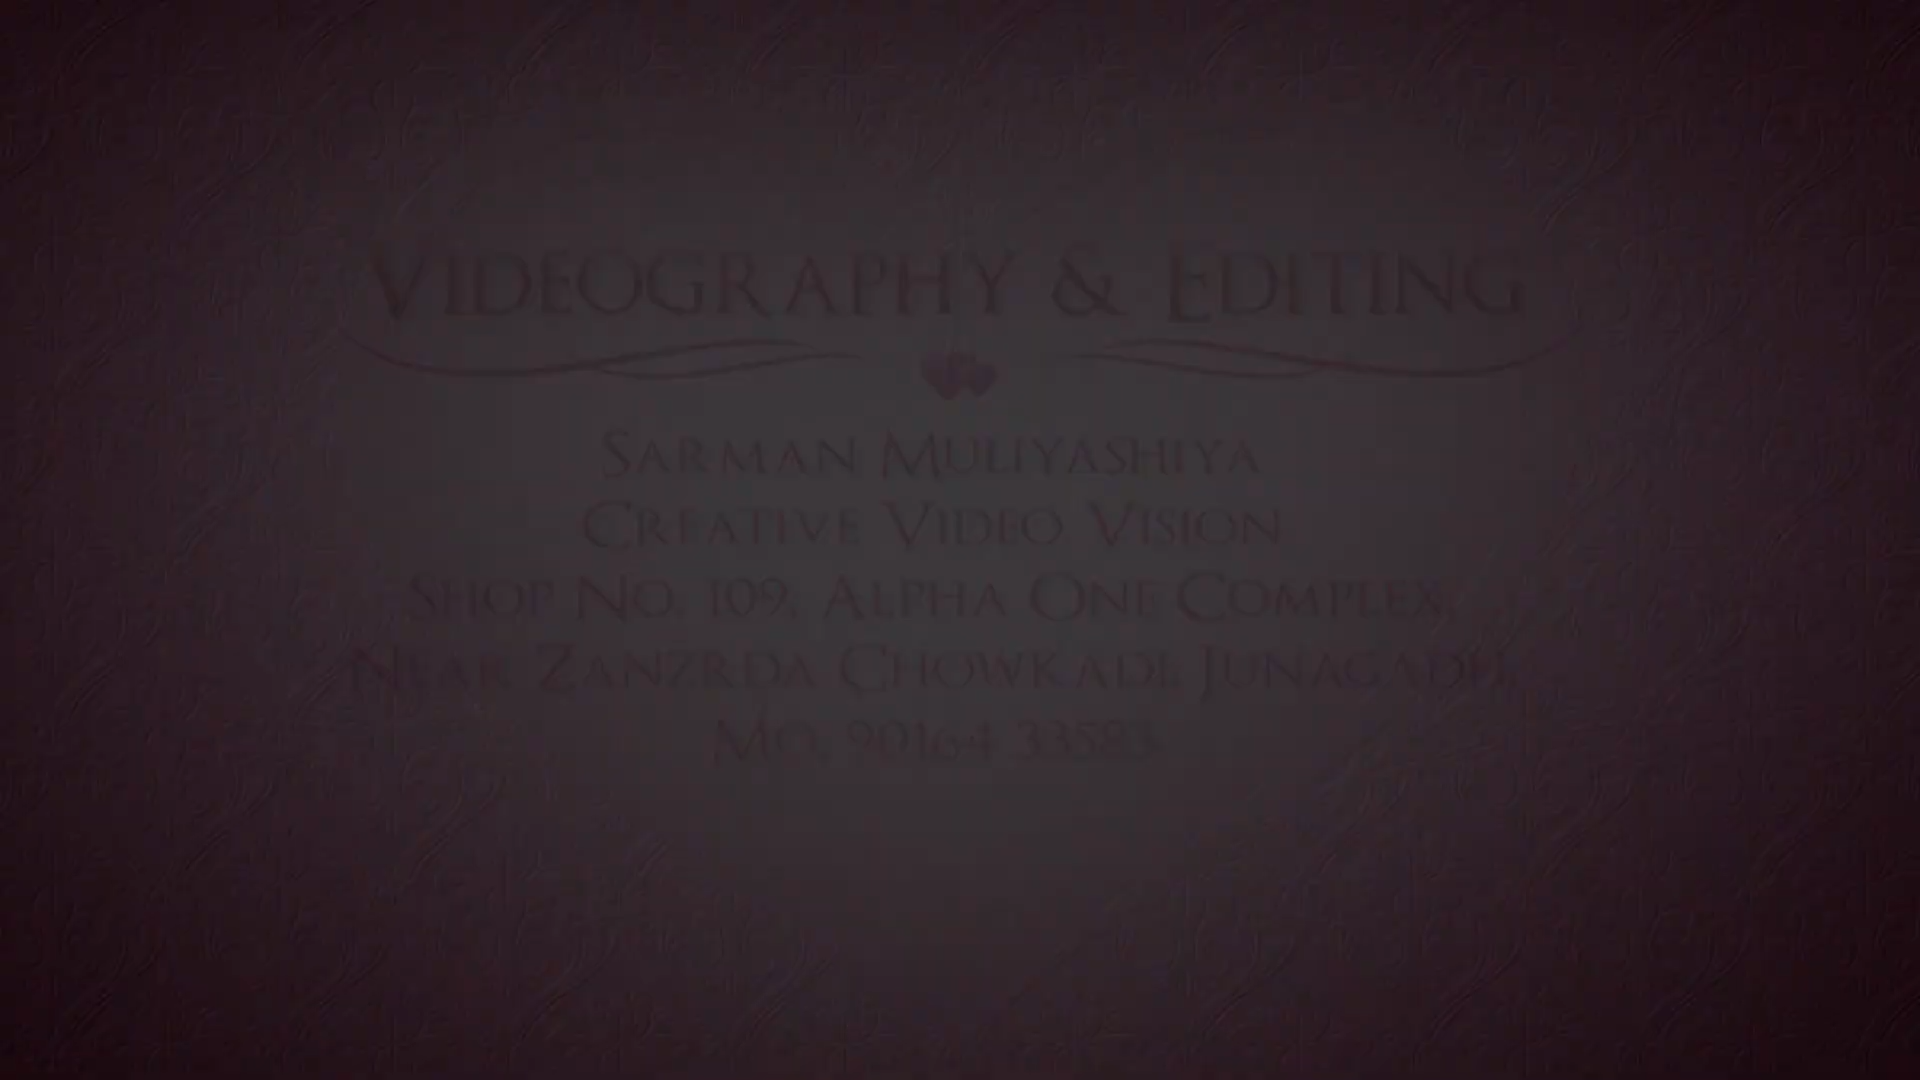 Videography & Editing
Sarman Muliyashiya
Creative Video Vision
Shop No. 109, Alpha One Complex,
Near Zanzrda Chowkadi, Junagadh
Mo. 90164 33583